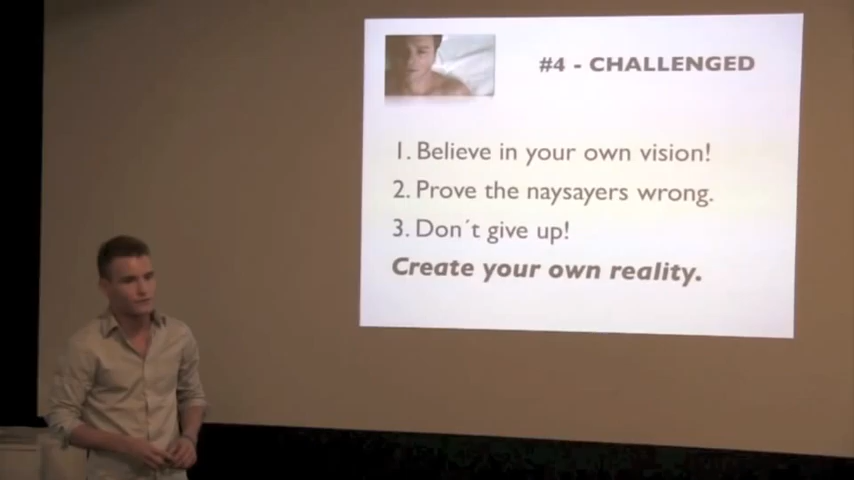 #4 - CHALLENGED
1. Believe in your own vision!
2. Prove the naysayers wrong.
3. Don´t give up!
Create your own reality.